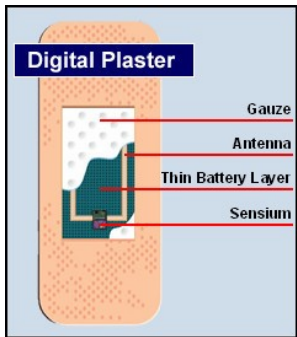 Digital Plaster
Gauze
Antenna
Thin Battery Layer
Sensium